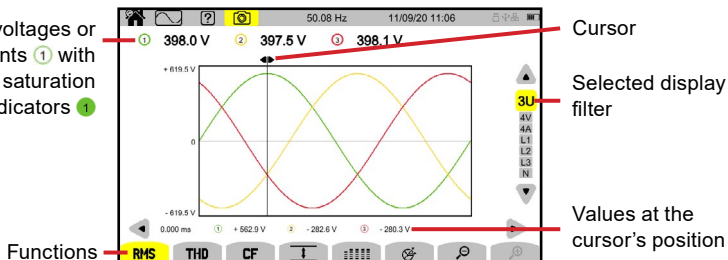 50.08 Hz 11/09/20 11:06
voltages or
nts 1 with
saturation
dicators 1
1 398.0 V 2 397.5 V 3 398.1 V
Cursor
+ 619.5 V
0
- 619.5 V
3U
4V
4A
L1
L2
L3
N
Selected display
filter
0.000 ms 1 + 562.9 V 2 - 282.6 V 3 - 280.3 V
Values at the
cursor's position
Functions
RMS THD CF